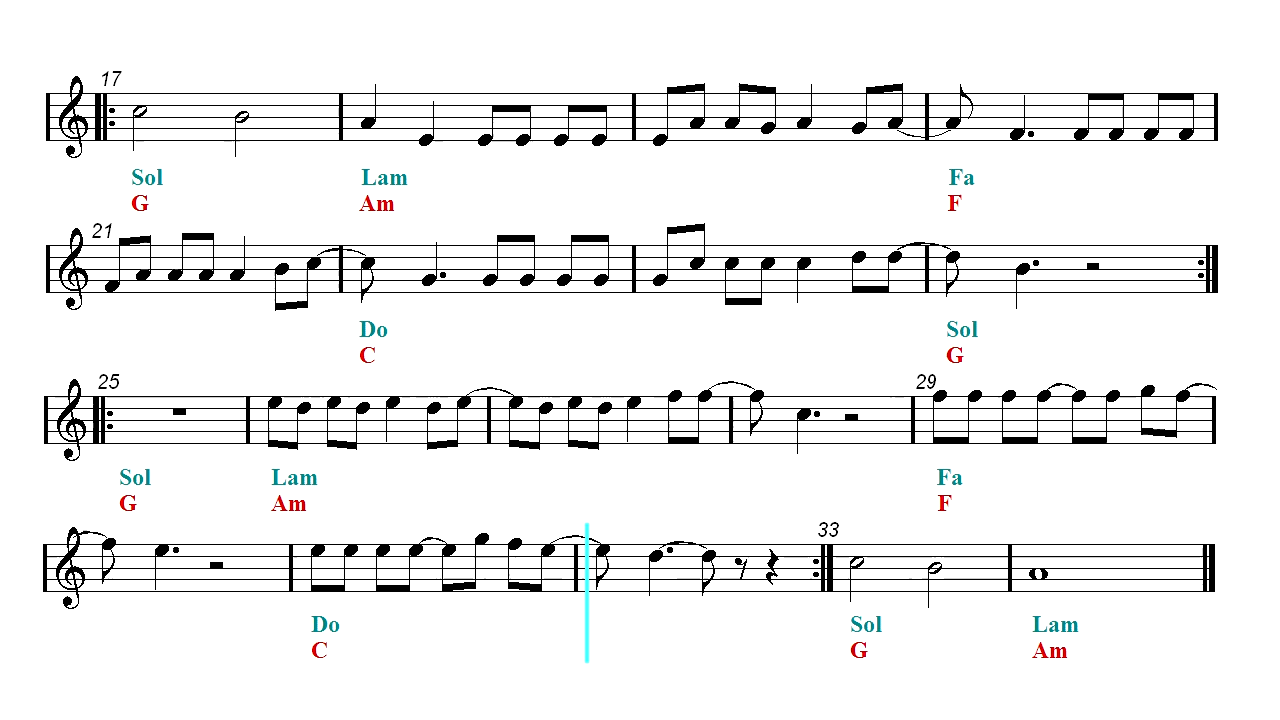 17
Sol Lam Fa
G Am F
21
Do Sol
C G
25 29
Sol Lam Fa
G Am F
33
Do Sol Lam
C G Am